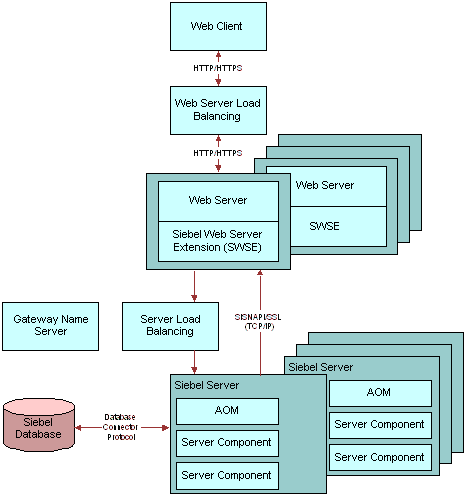 Web Client
HTTP/HTTPS
Web Server Load
Balancing
HTTP/HTTPS
Web Server
Siebel Web Server
Extension (SWSE)
Web Server
SWSE
Gateway Name
Server
Server Load
Balancing
SISNAPI/SSL
(TCP/IP)
Siebel Server
AOM
Server Component
Server Component
Siebel Server
AOM
Server Component
Server Component
Siebel
Database
Database
Connector
Protocol